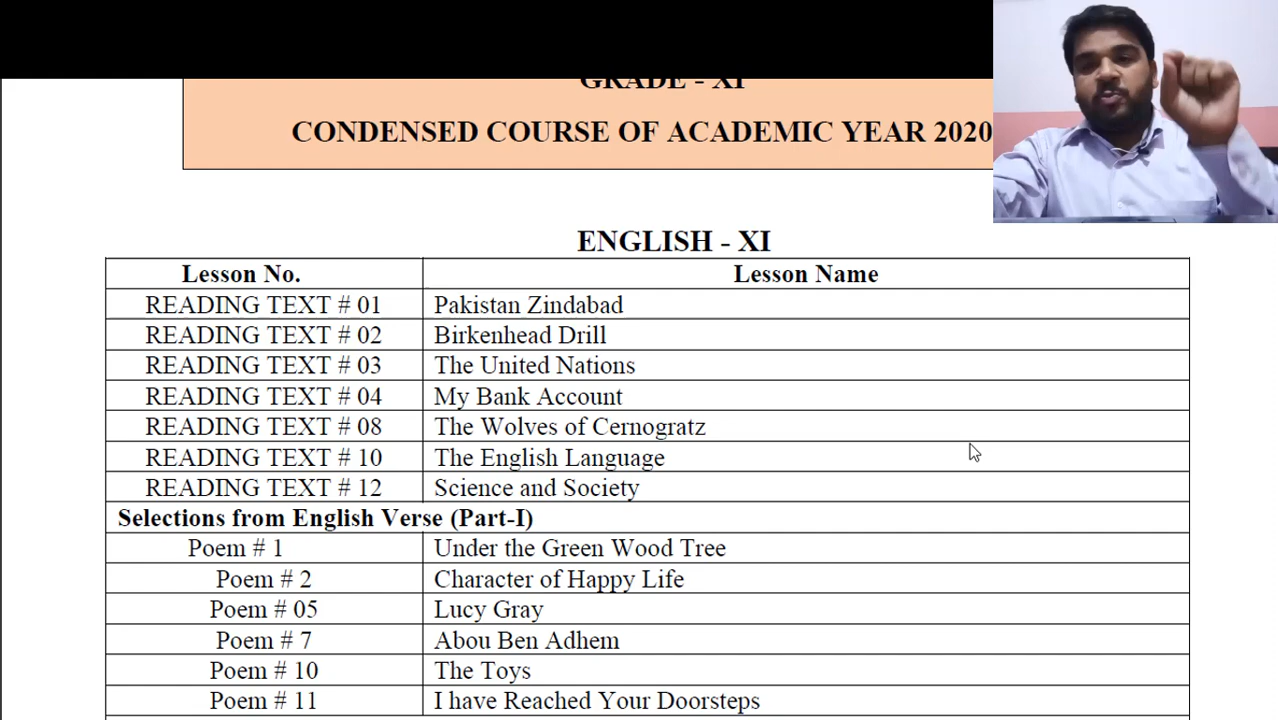 GRADE - XI
CONDENSED COURSE OF ACADEMIC YEAR 2020
ENGLISH - XI
Lesson No. Lesson Name
READING TEXT # 01 Pakistan Zindabad
READING TEXT # 02 Birkenhead Drill
READING TEXT # 03 The United Nations
READING TEXT # 04 My Bank Account
READING TEXT # 08 The Wolves of Cernogratz
READING TEXT # 10 The English Language
READING TEXT # 12 Science and Society
Selections from English Verse (Part-I)
Poem # 1 Under the Green Wood Tree
Poem # 2 Character of Happy Life
Poem # 05 Lucy Gray
Poem # 7 Abou Ben Adhem
Poem # 10 The Toys
Poem # 11 I have Reached Your Doorsteps